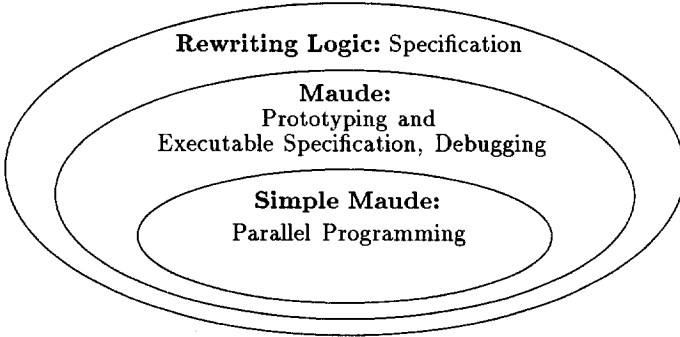 Rewriting Logic: Specification
Maude:
Prototyping and
Executable Specification, Debugging
Simple Maude:
Parallel Programming